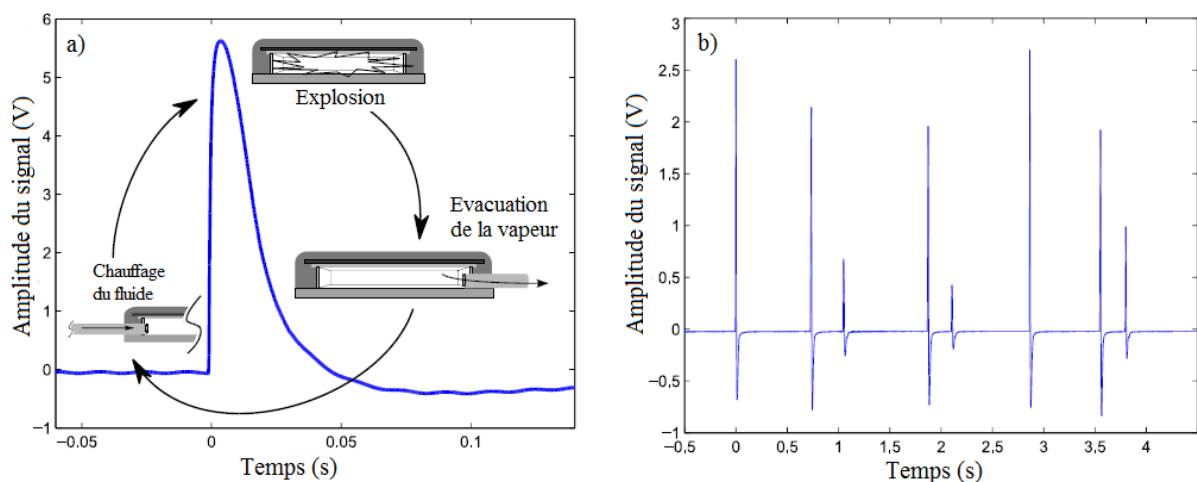 a)
Amplitude du signal (V)
6
5
4
3
2
1
0
−1
Explosion
Evacuation
de la vapeur
Chauffage
du fluide
−0.05
0
0.05
0.1
Temps (s)
b)
Amplitude du signal (V)
3
2.5
2
1.5
1
0.5
0
−0.5
−1
−0,5
0
0,5
1
1,5
2
2,5
3
3,5
4
Temps (s)